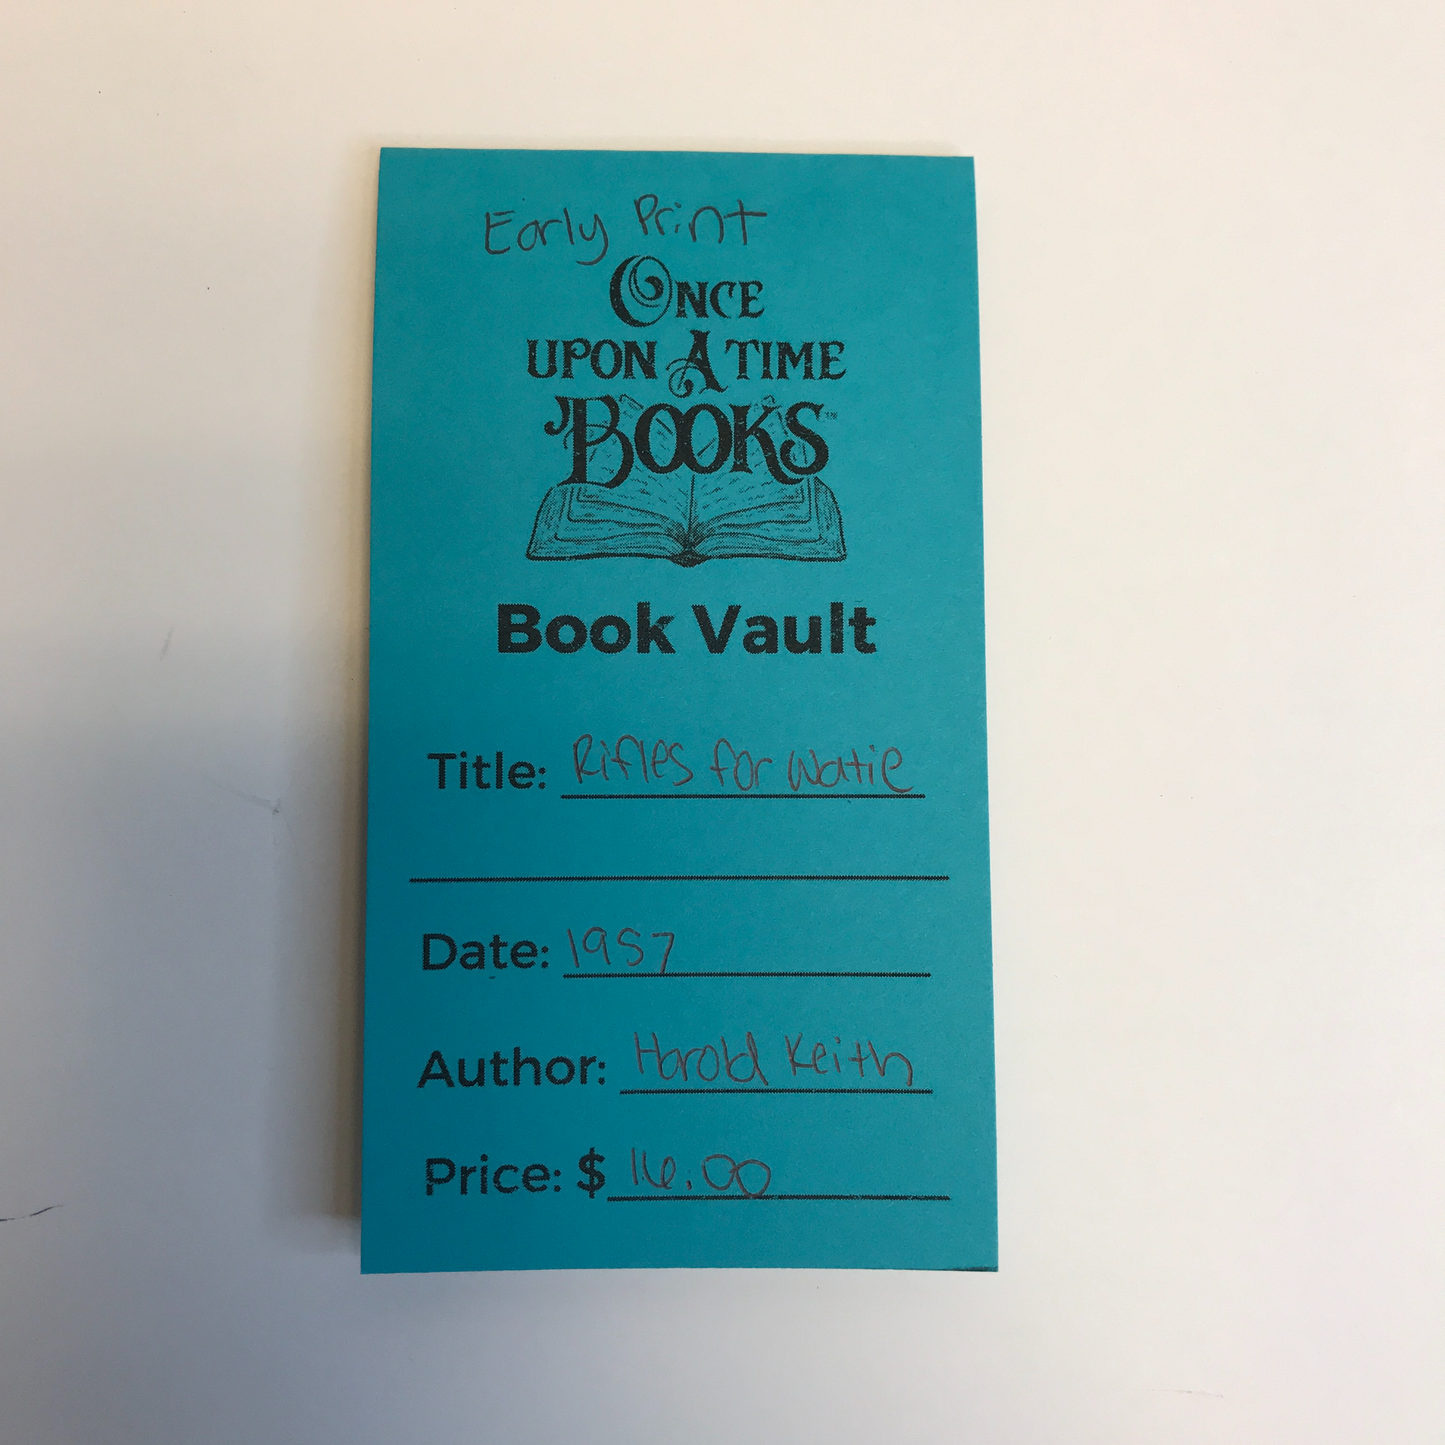 Early Print
ONCE
UPON A TIME
BOOKS™
Book Vault
Title: Rifles for Watie
Date: 1957
Author: Harold Keith
Price: $ 16.00